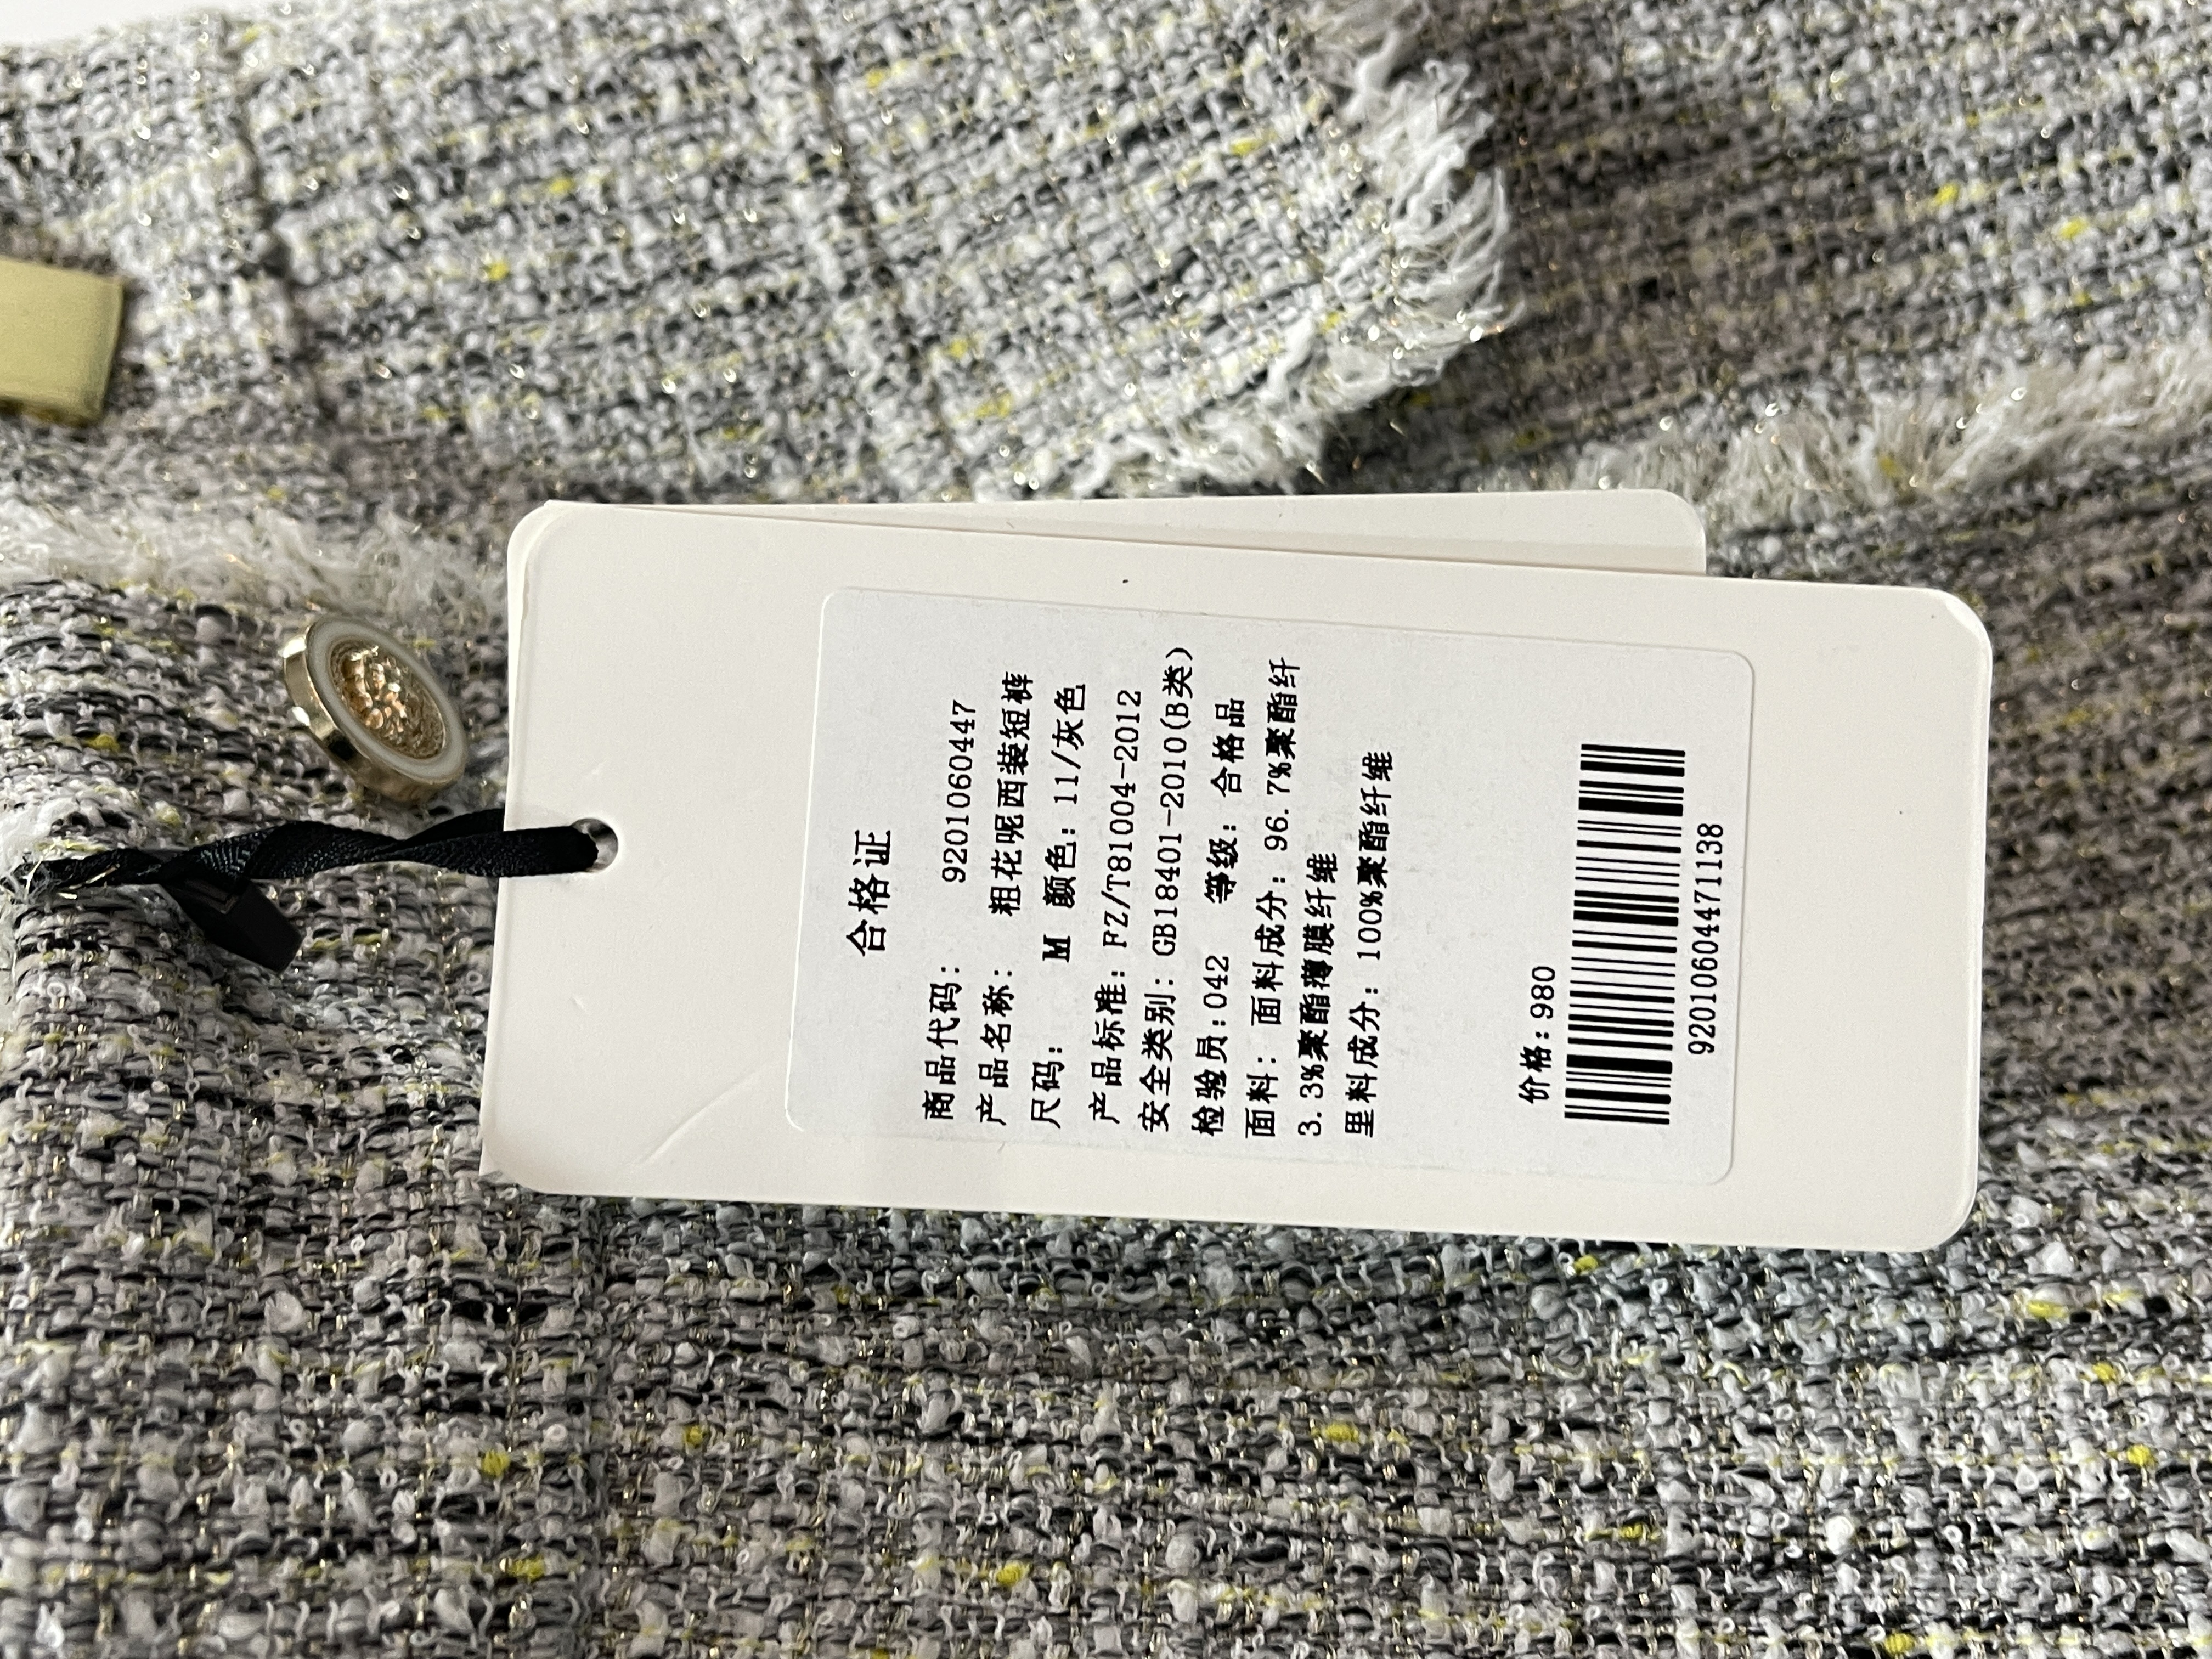 合格证
商品代码： 9201060447
产品名称： 粗花呢西装短裤
尺码： M 颜色：11/灰色
产品标准：FZ/T81004-2012
安全类别：GB18401-2010(B类)
检验员:042 等级：合格品
面料：面料成分：96.7%聚酯纤
3.3%聚酯薄膜纤维
里料成分：100%聚酯纤维
价格:980
92010604471138